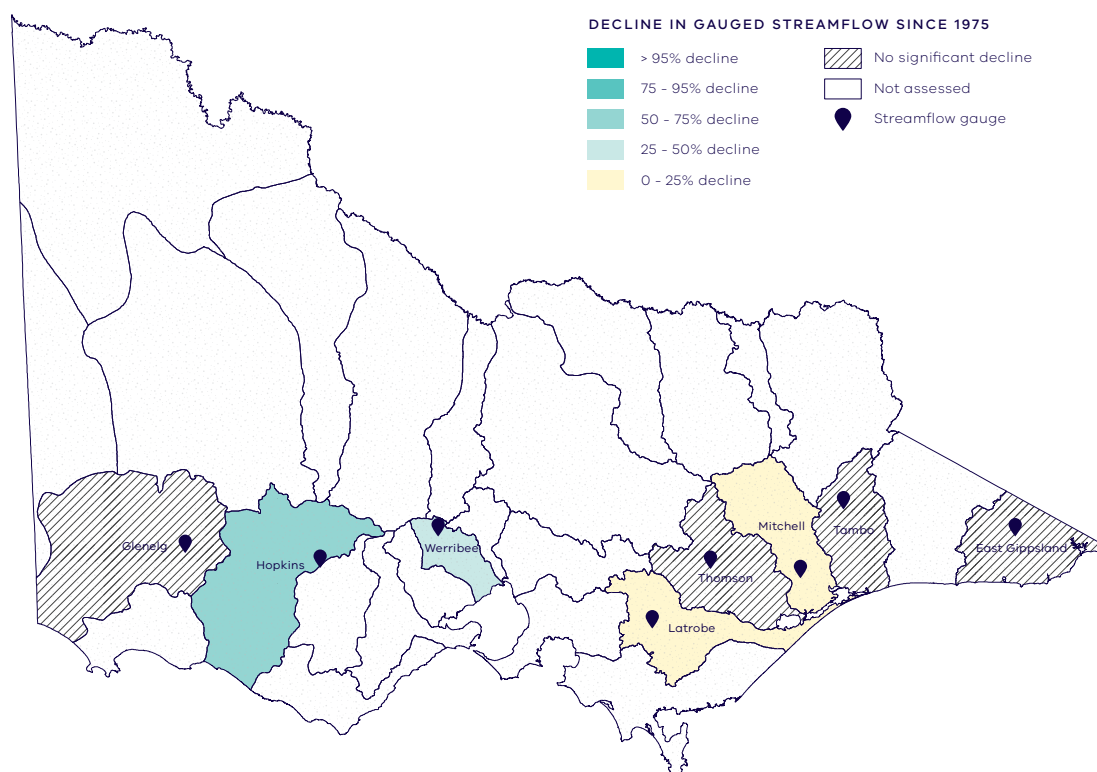 DECLINE IN GAUGED STREAMFLOW SINCE 1975
> 95% decline
75 - 95% decline
50 - 75% decline
25 - 50% decline
0 - 25% decline
No significant decline
Not assessed
Streamflow gauge
Glenelg
Hopkins
Werribee
Mitchell
Tambo
East Gippsland
Thomson
Latrobe